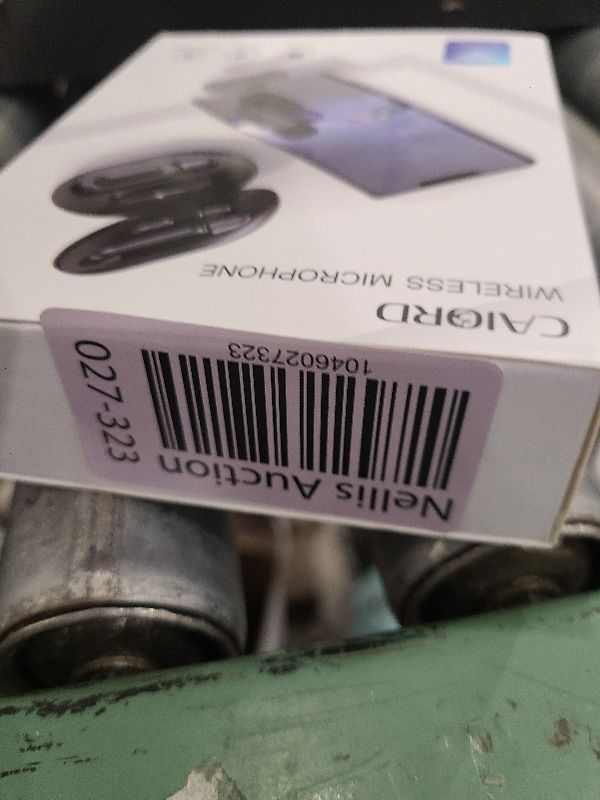 CAIORD
WIRELESS MICROPHONE
Nellis Auction
1046027323
027-323